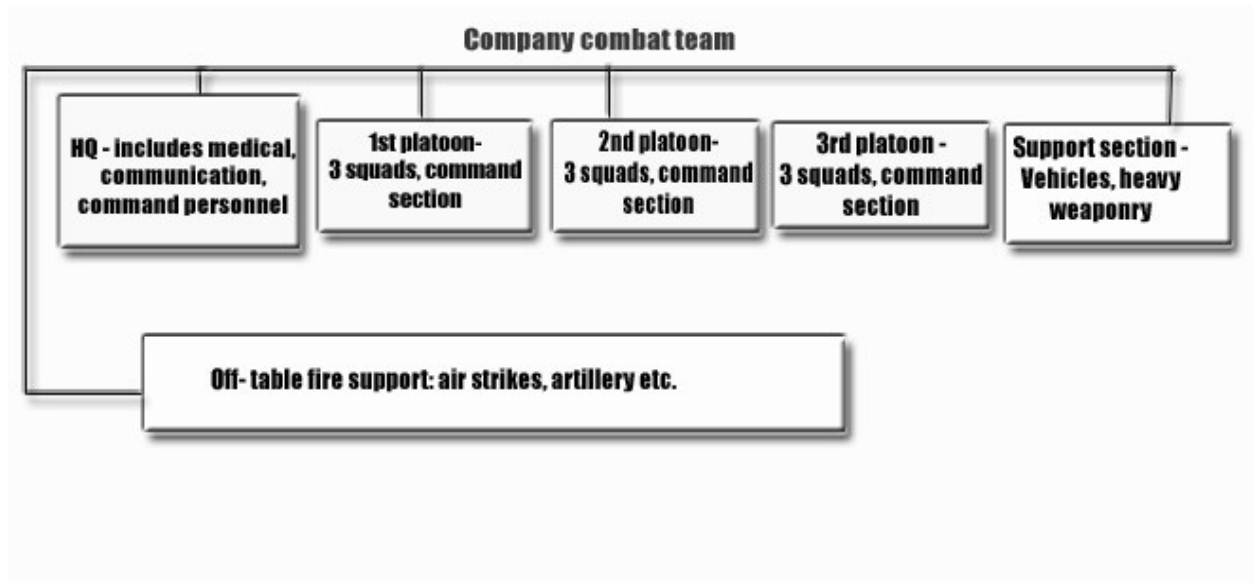 Company combat team
HQ - includes medical,
communication,
command personnel
1st platoon-
3 squads, command
section
2nd platoon-
3 squads, command
section
3rd platoon -
3 squads, command
section
Support section -
Vehicles, heavy
weaponry
Off- table fire support: air strikes, artillery etc.